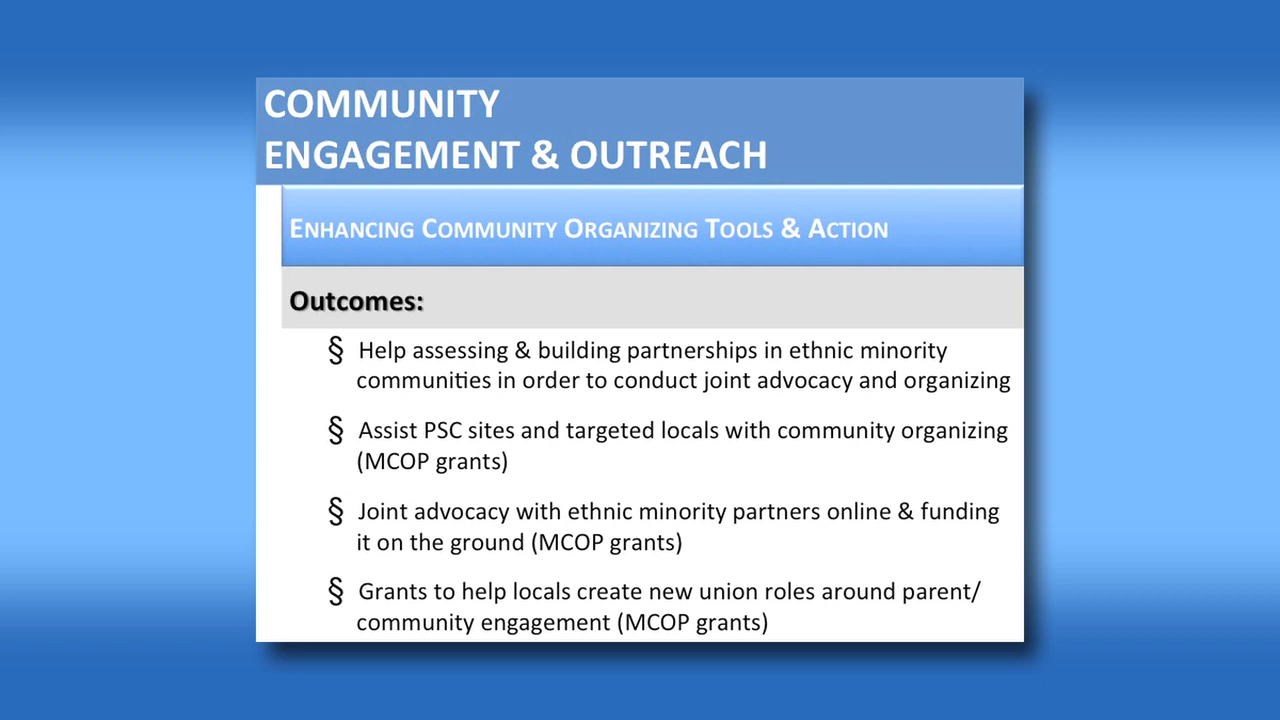 COMMUNITY
ENGAGEMENT & OUTREACH
ENHANCING COMMUNITY ORGANIZING TOOLS & ACTION
Outcomes:
§ Help assessing & building partnerships in ethnic minority
communities in order to conduct joint advocacy and organizing
§ Assist PSC sites and targeted locals with community organizing
(MCOP grants)
§ Joint advocacy with ethnic minority partners online & funding
it on the ground (MCOP grants)
§ Grants to help locals create new union roles around parent/
community engagement (MCOP grants)